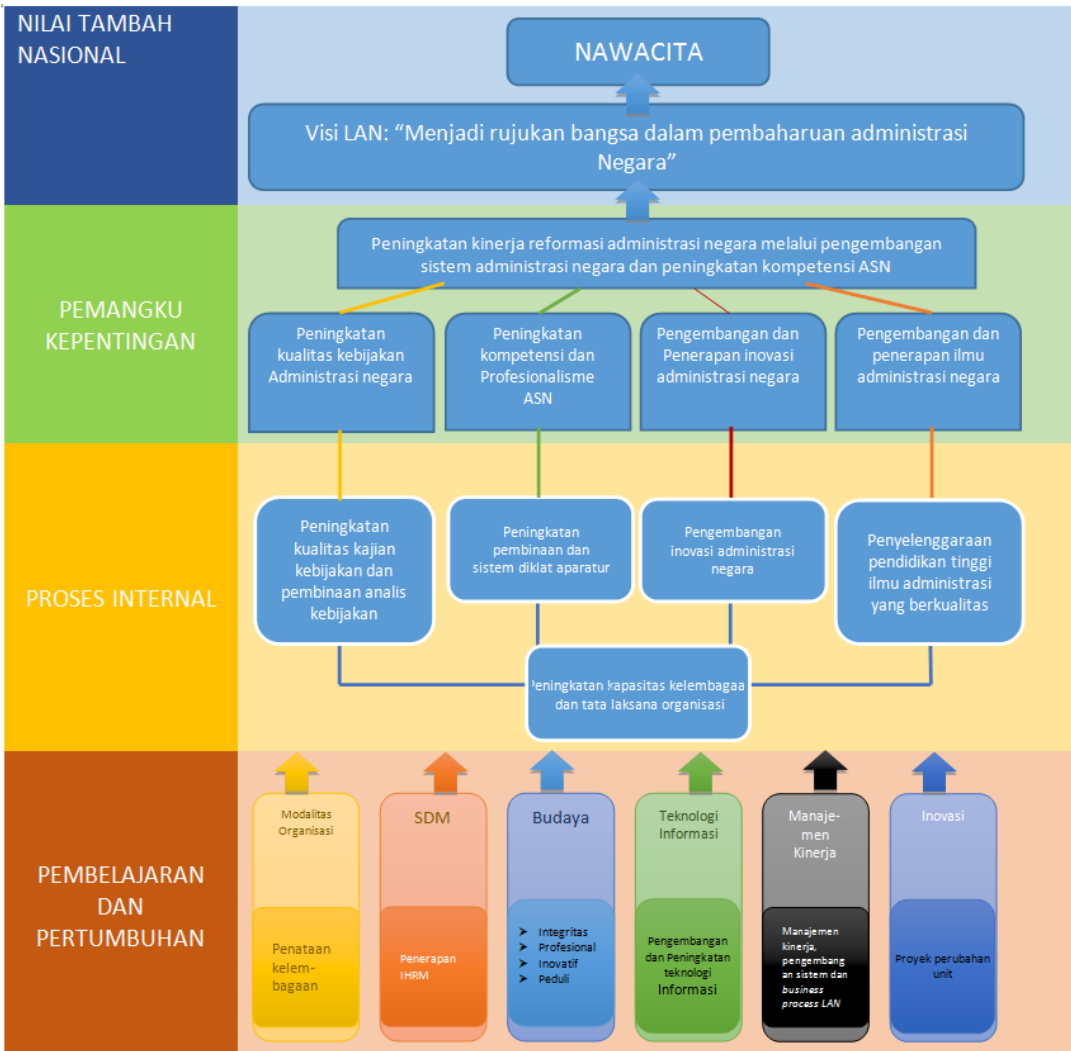 NILAI TAMBAH
NASIONAL
NAWACITA
Visi LAN: “Menjadi rujukan bangsa dalam pembaharuan administrasi
Negara”
PEMANGKU
KEPENTINGAN
Peningkatan kinerja reformasi administrasi negara melalui pengembangan
sistem administrasi negara dan peningkatan kompetensi ASN
Peningkatan
kualitas kebijakan
Administrasi negara
Peningkatan
kompetensi dan
Profesionalisme
ASN
Pengembangan dan
Penerapan inovasi
administrasi negara
Pengembangan dan
penerapan ilmu
administrasi negara
PROSES INTERNAL
Peningkatan
kualitas kajian
kebijakan dan
pembinaan analis
kebijakan
Peningkatan
pembinaan dan
sistem diklat aparatur
Pengembangan
inovasi administrasi
negara
Penyelenggaraan
pendidikan tinggi
ilmu administrasi
yang berkualitas
Peningkatan kapasitas kelembagaa
dan tata laksana organisasi
PEMBELAJARAN
DAN
PERTUMBUHAN
Modalitas
Organisasi
Penataan
kelem-
bagaan
SDM
Penerapan
IHRM
Budaya
➤ Integritas
➤ Profesional
➤ Inovatif
➤ Peduli
Teknologi
Informasi
Pengembangan
dan Peningkatan
teknologi
Informasi
Manaje-
men
Kinerja
Manajemen
kinerja,
pengembang
an sistem dan
business
process LAN
Inovasi
Proyek perubahan
unit